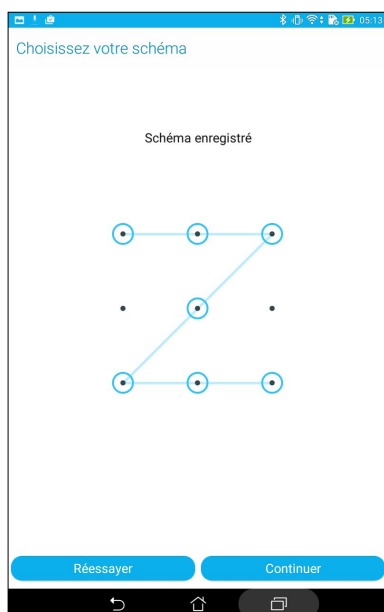 05:13
Choisissez votre schéma
Schéma enregistré
Réessayer Continuer